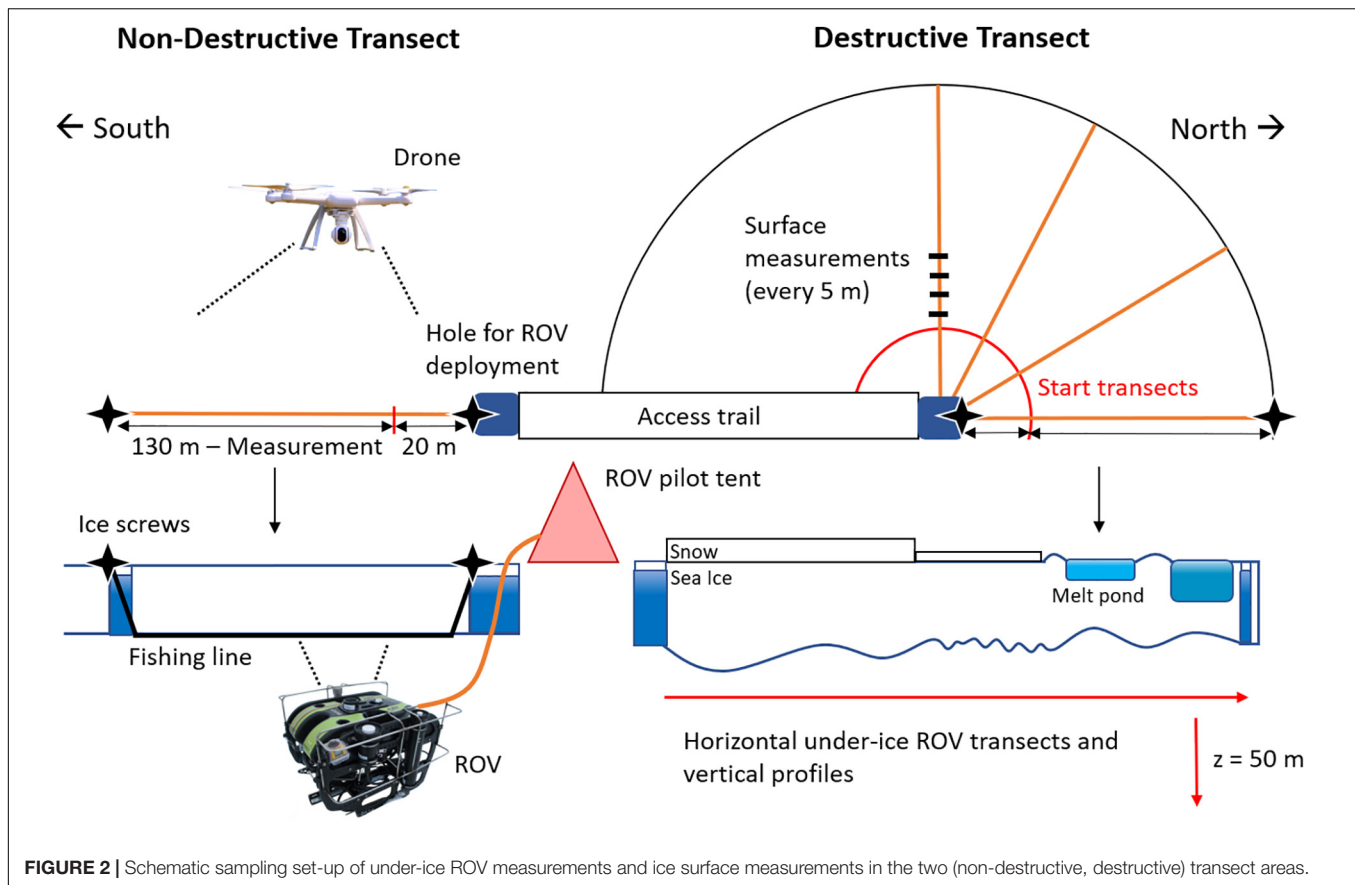 Non-Destructive Transect
Destructive Transect
← South
North →
Drone
Surface
measurements
(every 5 m)
Hole for ROV
deployment
Start transects
Access trail
130 m – Measurement
20 m
ROV pilot tent
Ice screws
Snow
Sea Ice
Melt pond
Fishing line
ROV
Horizontal under-ice ROV transects and
vertical profiles
z = 50 m
FIGURE 2 | Schematic sampling set-up of under-ice ROV measurements and ice surface measurements in the two (non-destructive, destructive) transect areas.